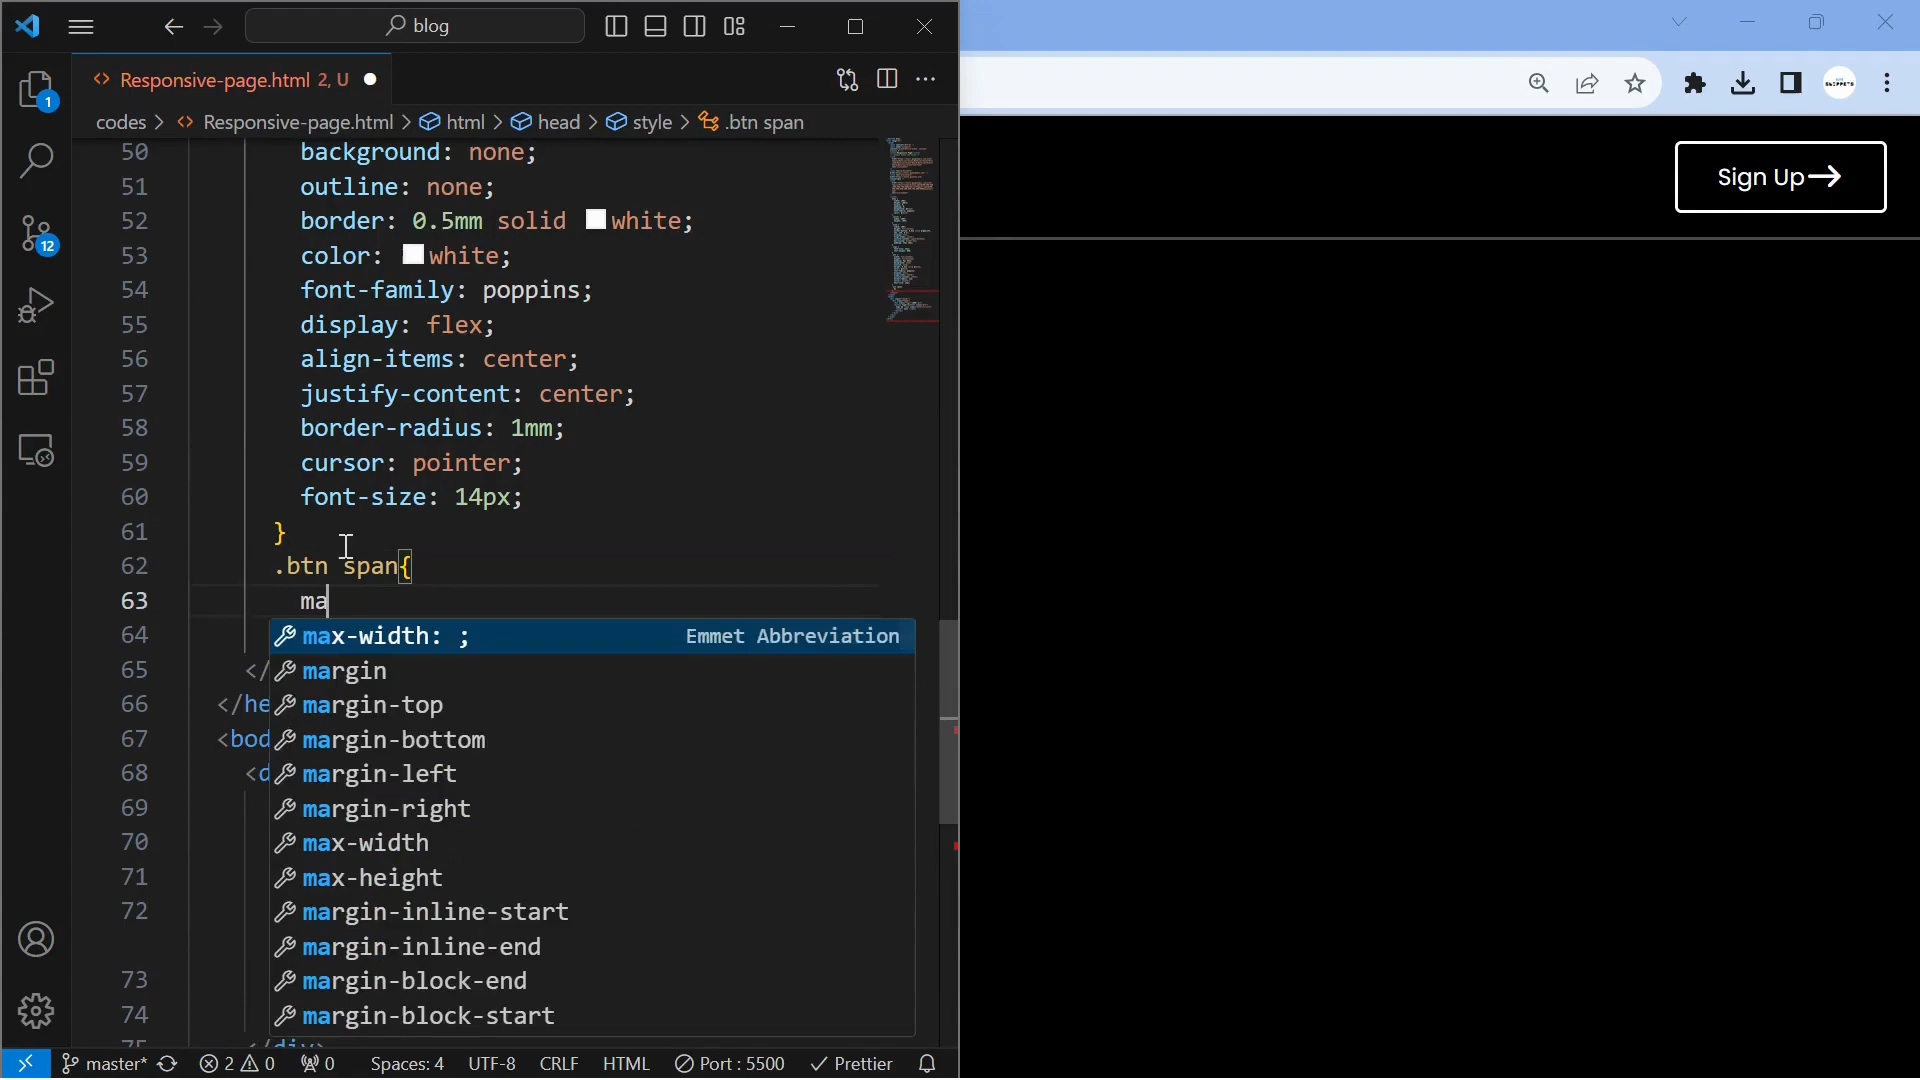 blog
Responsive-page.html 2, U
codes > Responsive-page.html > html > head > style > .btn span
50 background: none;
51 outline: none;
52 border: 0.5mm solid white;
53 color: white;
54 font-family: poppins;
55 display: flex;
56 align-items: center;
57 justify-content: center;
58 border-radius: 1mm;
59 cursor: pointer;
60 font-size: 14px;
61 }
62 .btn span{
63 ma
64 max-width: ; Emmet Abbreviation
65 </ margin
66 </he margin-top
67 <bod margin-bottom
68 <d margin-left
69 margin-right
70 max-width
71 max-height
72 margin-inline-start
margin-inline-end
73 margin-block-end
74 margin-block-start
75 </div>
1
12
master* 2 0 0 Spaces: 4 UTF-8 CRLF HTML Port : 5500 Prettier
Sign Up